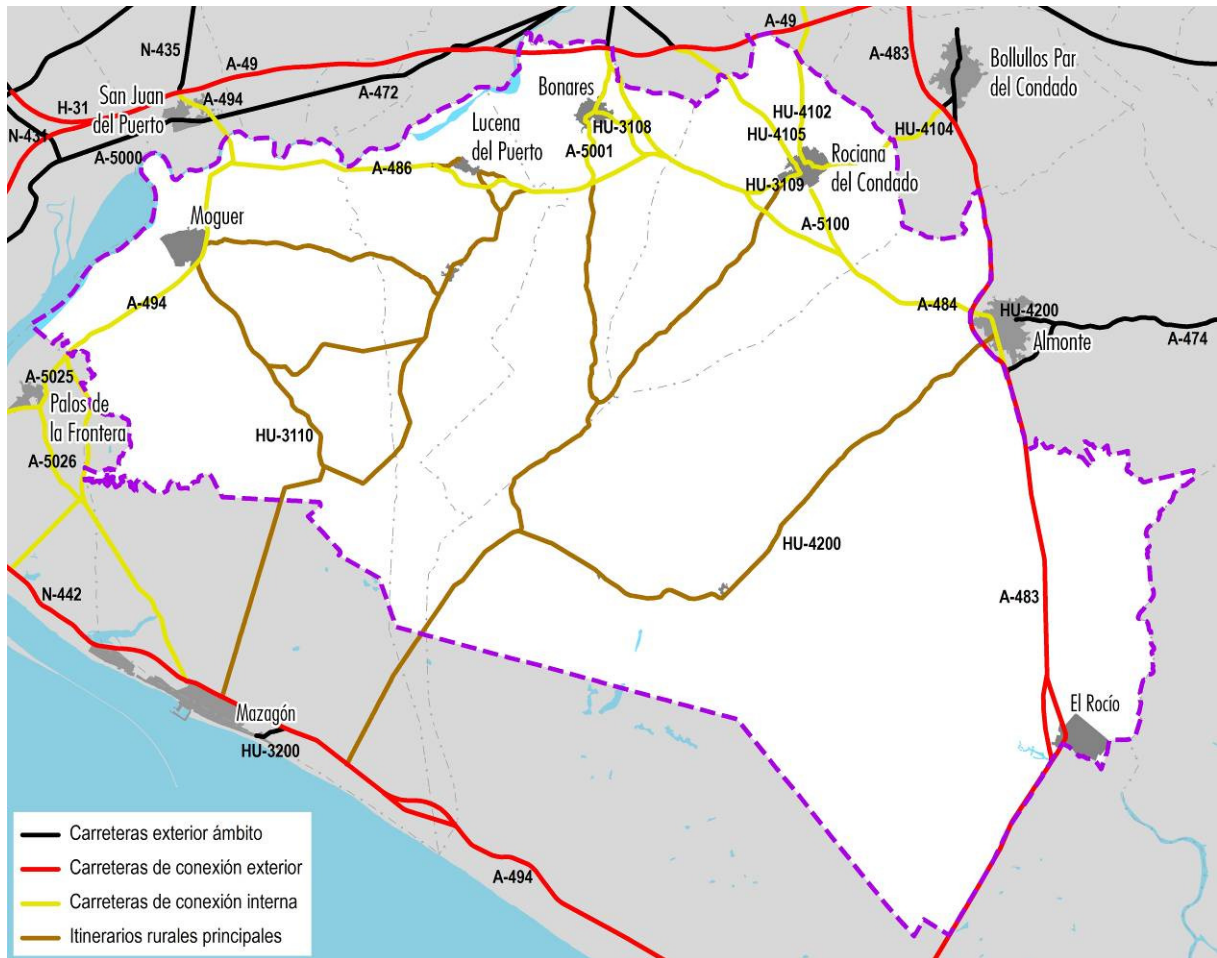 A-49
N-435
A-49
A-483
Bollullos Par
del Condado
H-31
San Juan
del Puerto
A-494
A-472
Bonares
N-431
HU-3108
HU-4102
HU-4105
HU-4104
Lucena
del Puerto
A-5000
A-486
A-5001
Rociana
del Condado
HU-3109
Moguer
A-5100
A-494
A-484
HU-4200
Almonte
A-474
A-5025
Palos de
la Frontera
A-5026
HU-3110
HU-4200
N-442
A-483
El Rocío
Mazagón
HU-3200
A-494
Carreteras exterior ámbito
Carreteras de conexión exterior
Carreteras de conexión interna
Itinerarios rurales principales